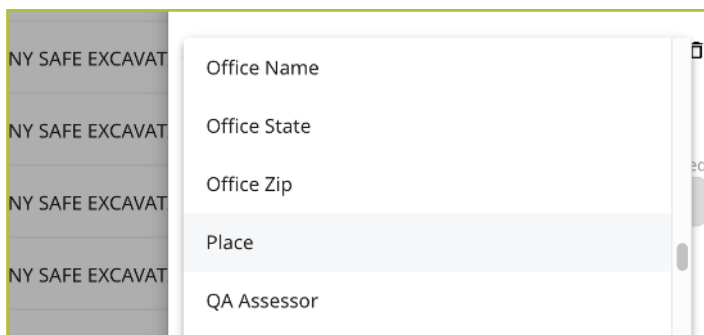 NY SAFE EXCAVAT
NY SAFE EXCAVAT
NY SAFE EXCAVAT
NY SAFE EXCAVAT
Office Name
Office State
Office Zip
Place
QA Assessor